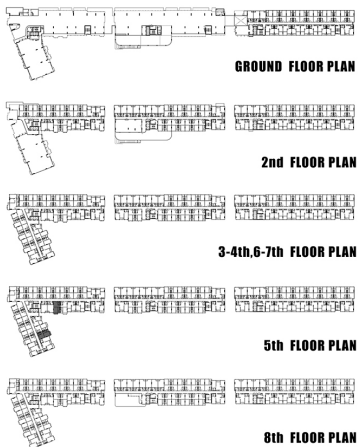 GROUND FLOOR PLAN
2nd FLOOR PLAN
3-4th,6-7th FLOOR PLAN
5th FLOOR PLAN
8th FLOOR PLAN